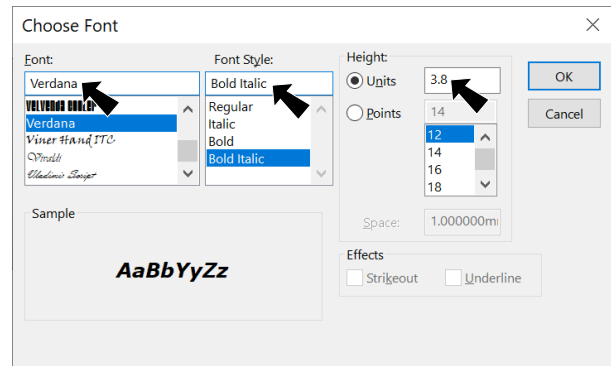 Choose Font
Font:
Verdana
Velvenda Cooler
Verdana
Viner Hand ITC
Vivaldi
Vladimir Script
Font Style:
Bold Italic
Regular
Italic
Bold
Bold Italic
Height:
Units
3.8
Points
14
12
14
16
18
Space:
1.000000m
OK
Cancel
Sample
AaBbYyZz
Effects
Strikeout
Underline